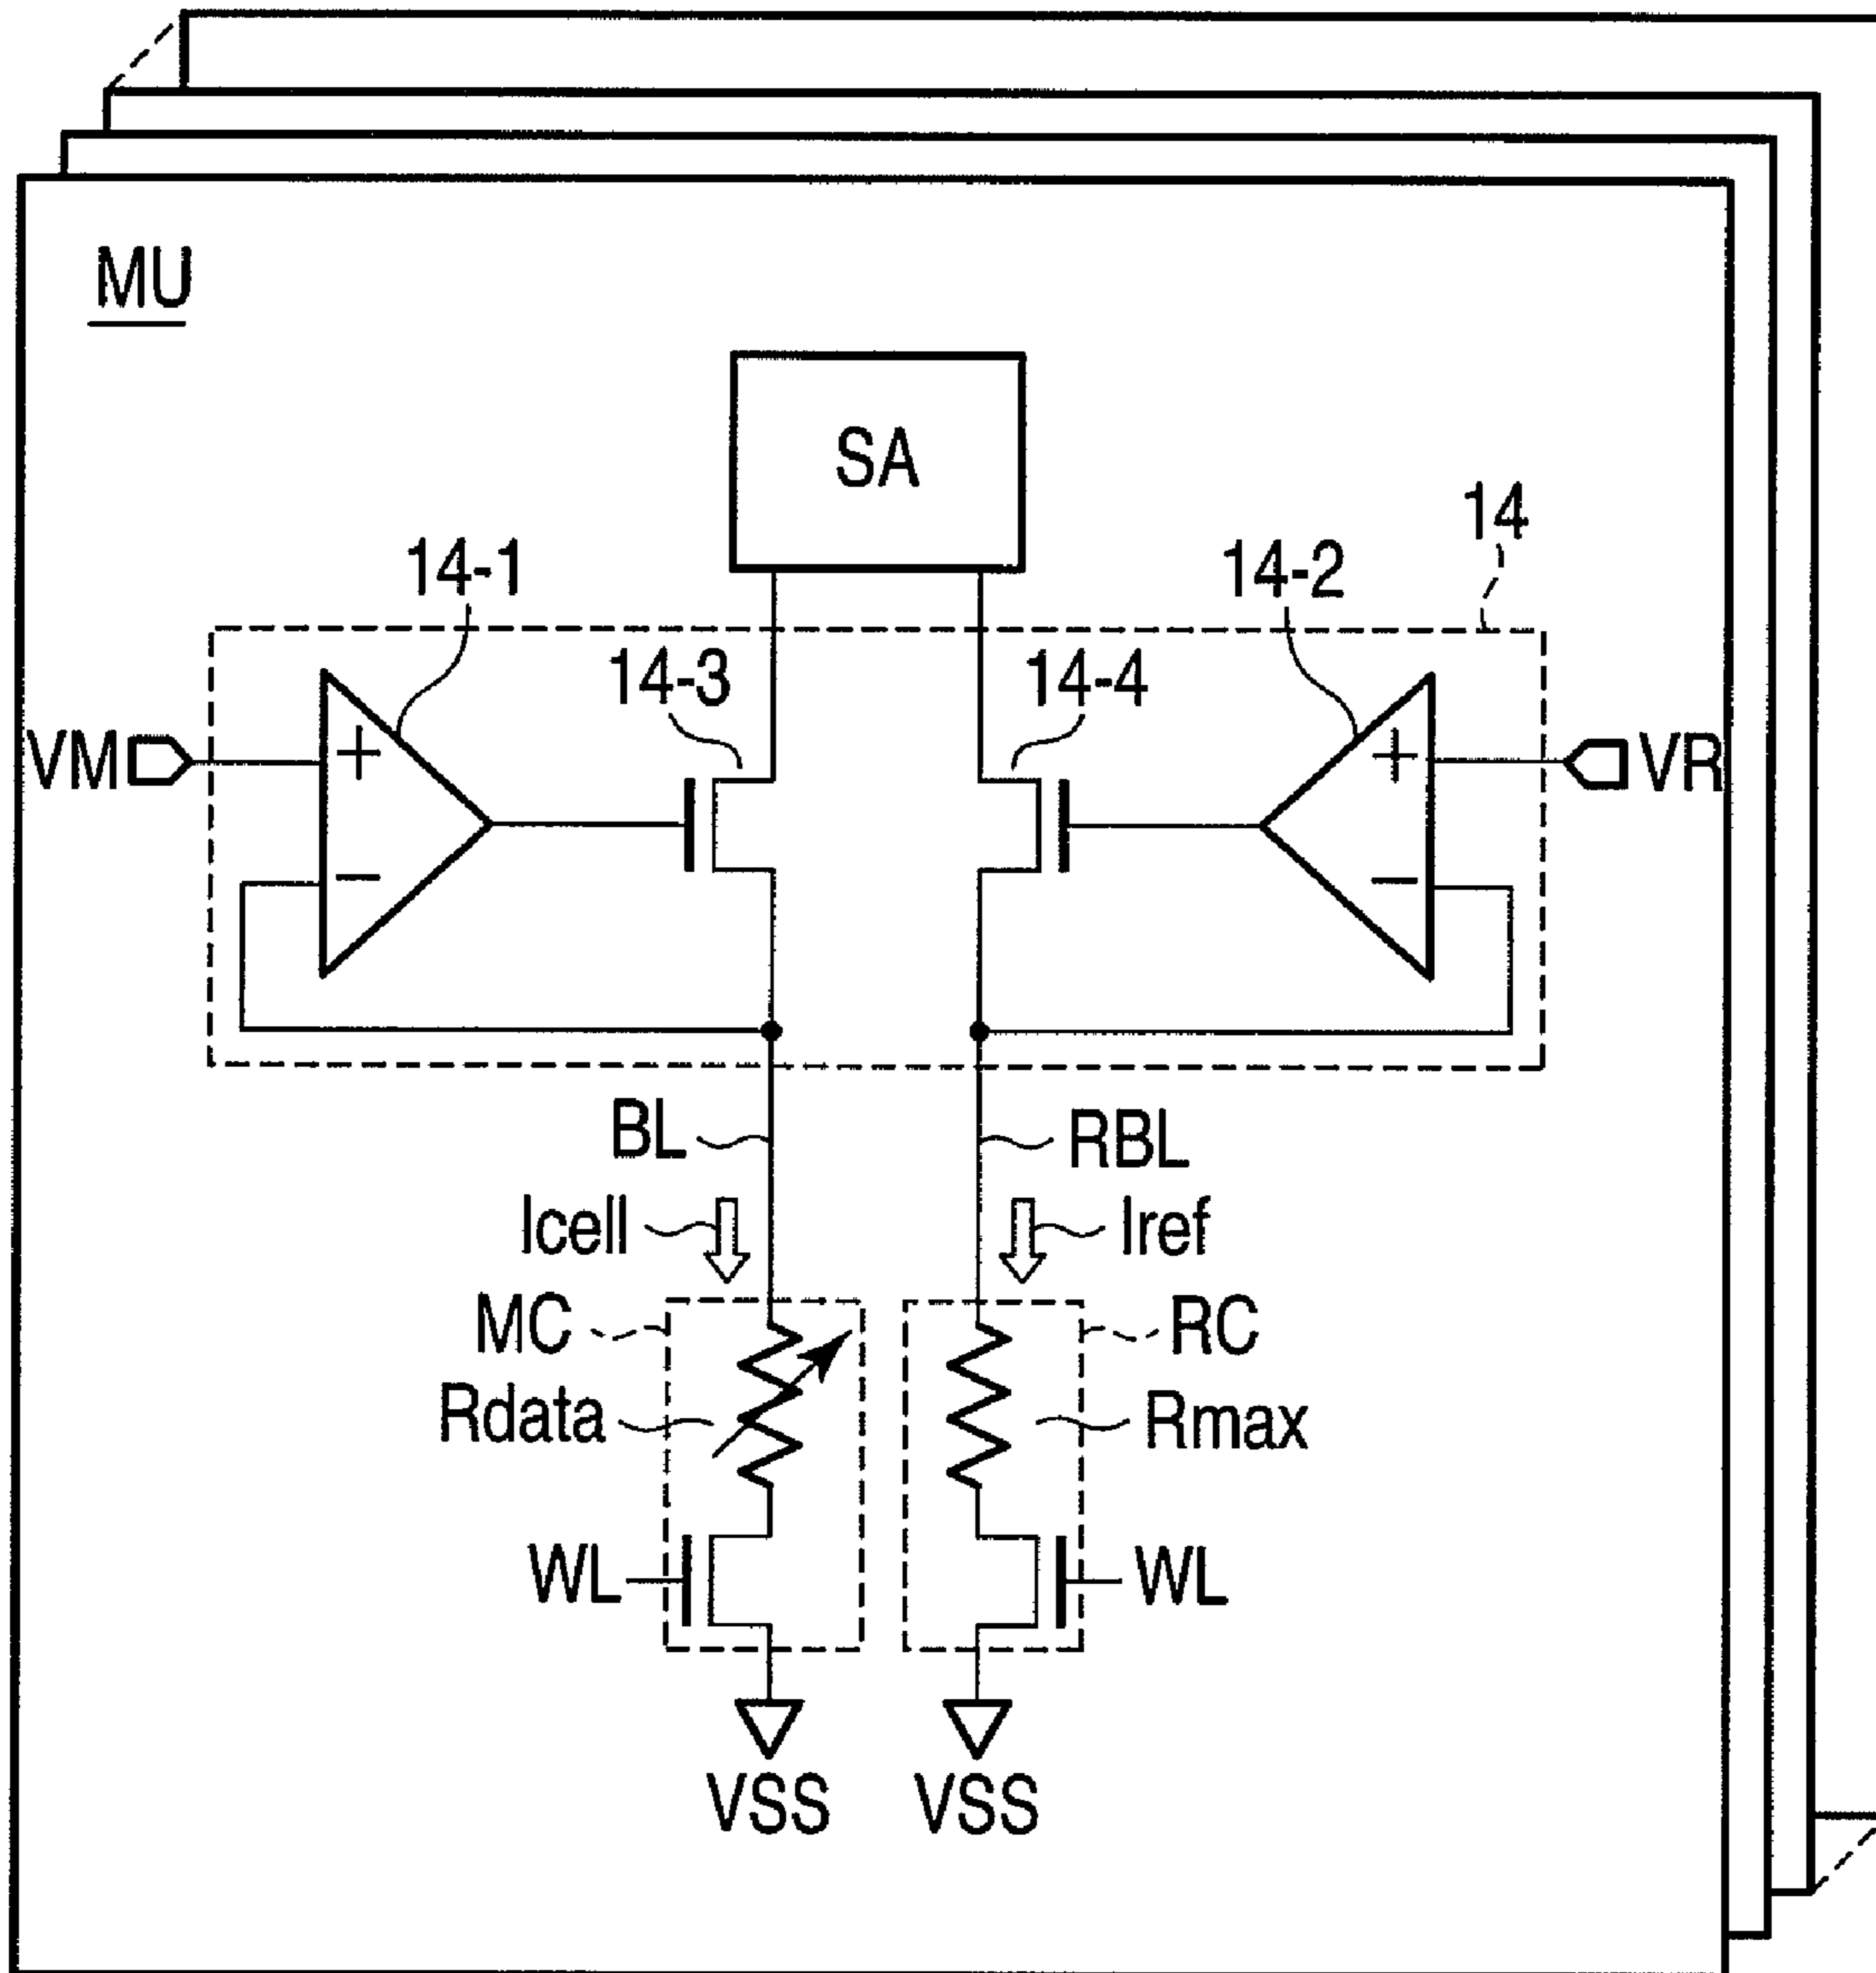 MU
SA
14
14-1
14-2
14-3
14-4
VM
+
+
VR
−
−
BL
RBL
Icell
Iref
MC
RC
Rdata
Rmax
WL
WL
VSS
VSS